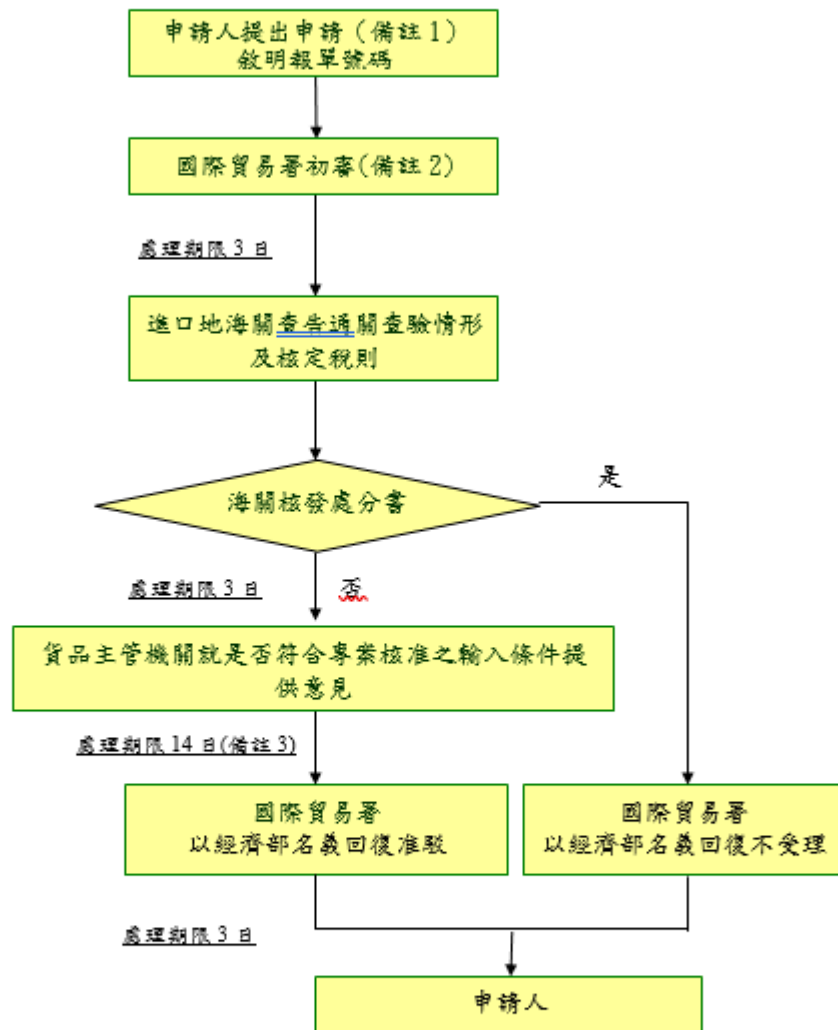 申請人提出申請（備註 1）
敘明報單號碼
國際貿易署初審(備註 2)
處理期限 3 日
進口地海關查告通關查驗情形
及核定稅則
海關核發處分書
是
處理期限 3 日
否
貨品主管機關就是否符合專案核准之輸入條件提
供意見
處理期限 14 日(備註 3)
國際貿易署
以經濟部名義回復准駁
國際貿易署
以經濟部名義回復不受理
處理期限 3 日
申請人